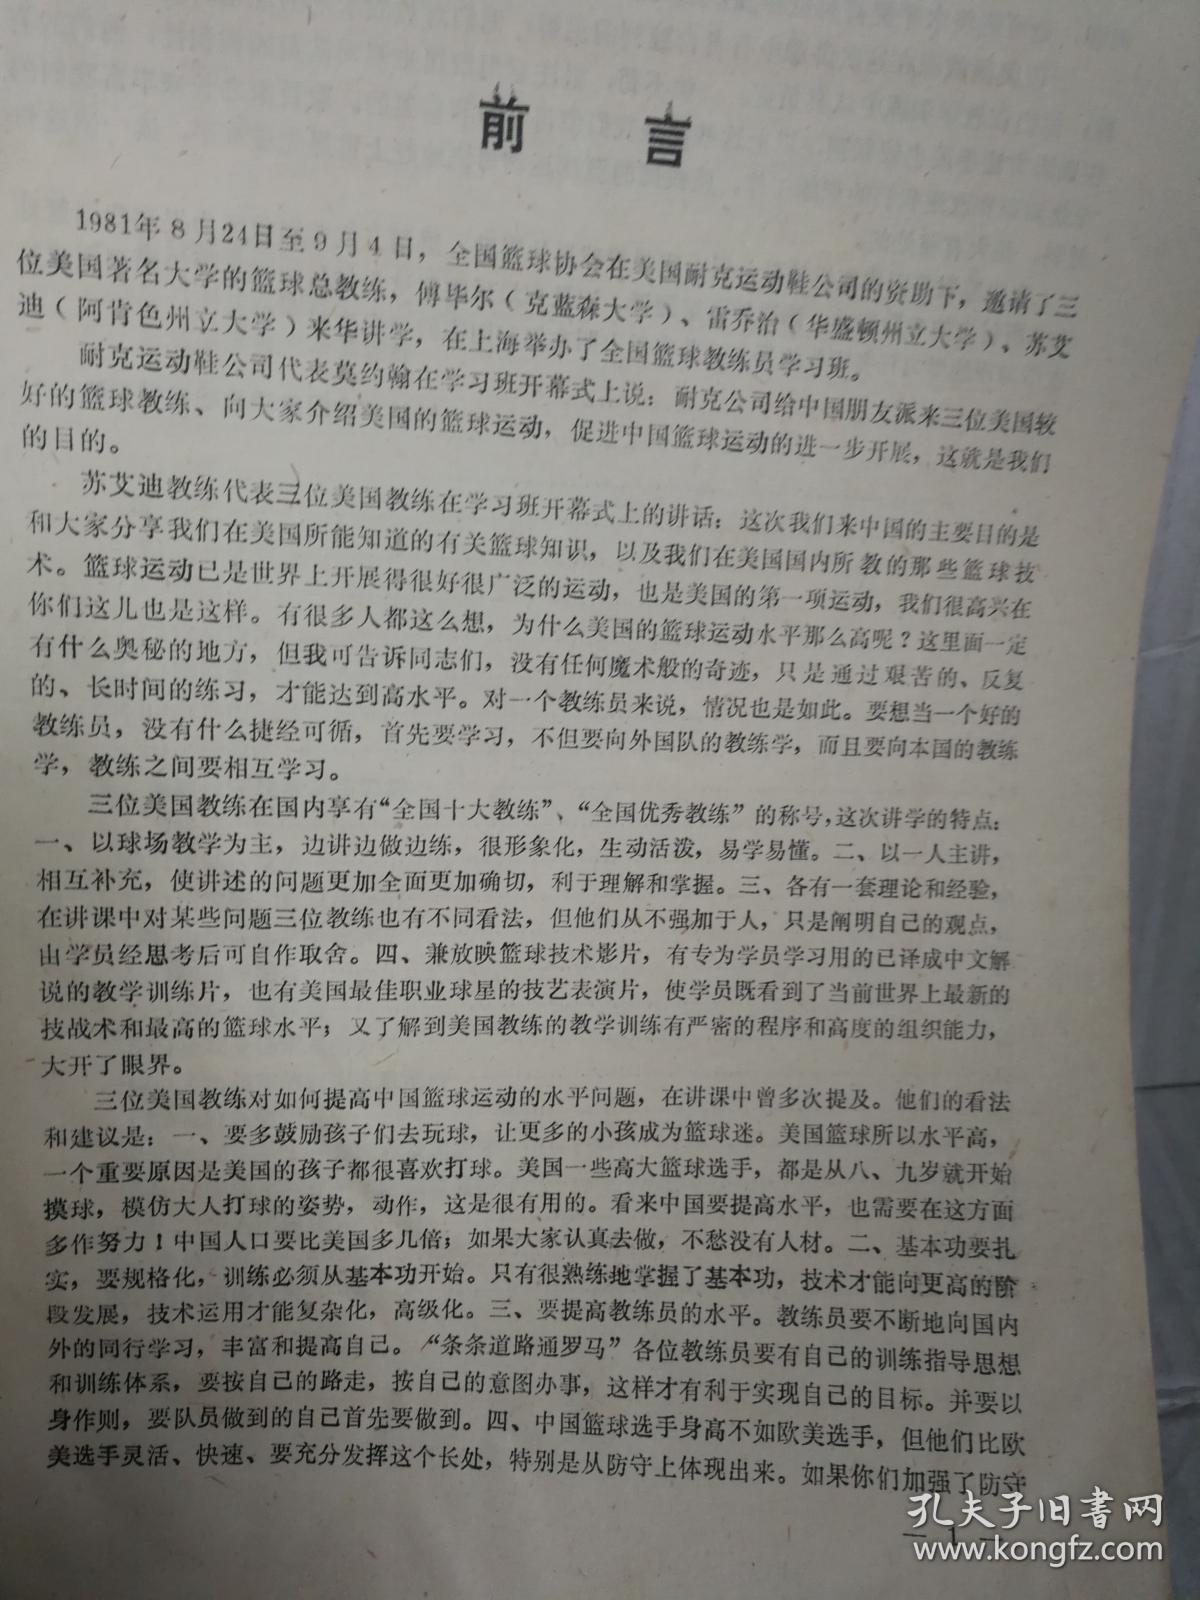 前言
1981年8月24日至9月4日，全国篮球协会在美国耐克运动鞋公司的资助下，邀请了三
位美国著名大学的篮球总教练，傅毕尔（克蓝森大学）、雷乔治（华盛顿州立大学）、苏艾
迪（阿肯色州立大学）来华讲学，在上海举办了全国篮球教练员学习班。
耐克运动鞋公司代表莫约翰在学习班开幕式上说：耐克公司给中国朋友派来三位美国较
好的篮球教练、向大家介绍美国的篮球运动，促进中国篮球运动的进一步开展，这就是我们
的目的。
苏艾迪教练代表三位美国教练在学习班开幕式上的讲话：这次我们来中国的主要目的是
和大家分享我们在美国所能知道的有关篮球知识，以及我们在美国国内所教的那些篮球技
术。篮球运动已是世界上开展得很好很广泛的运动，也是美国的第一项运动，我们很高兴在
你们这儿也是这样。有很多人都这么想，为什么美国的篮球运动水平那么高呢？这里面一定
有什么奥秘的地方，但我可告诉同志们，没有任何魔术般的奇迹，只是通过艰苦的、反复
的、长时间的练习，才能达到高水平。对一个教练员来说，情况也是如此。要想当一个好的
教练员，没有什么捷经可循，首先要学习，不但要向外国队的教练学，而且要向本国的教练
学，教练之间要相互学习。
三位美国教练在国内享有“全国十大教练”、“全国优秀教练”的称号，这次讲学的特点：
一、以球场教学为主，边讲边做边练，很形象化，生动活泼，易学易懂。二、以一人主讲，
相互补充，使讲述的问题更加全面更加确切，利于理解和掌握。三、各有一套理论和经验，
在讲课中对某些问题三位教练也有不同看法，但他们从不强加于人，只是阐明自己的观点，
由学员经思考后可自作取舍。四、兼放映篮球技术影片，有专为学员学习用的已译成中文解
说的教学训练片，也有美国最佳职业球星的技艺表演片，使学员既看到了当前世界上最新的
技战术和最高的篮球水平；又了解到美国教练的教学训练有严密的程序和高度的组织能力，
大开了眼界。
三位美国教练对如何提高中国篮球运动的水平问题，在讲课中曾多次提及。他们的看法
和建议是：一、要多鼓励孩子们去玩球，让更多的小孩成为篮球迷。美国篮球所以水平高，
一个重要原因是美国的孩子都很喜欢打球。美国一些高大篮球选手，都是从八、九岁就开始
摸球，模仿大人打球的姿势，动作，这是很有用的。看来中国要提高水平，也需要在这方面
多作努力！中国人口要比美国多几倍；如果大家认真去做，不愁没有人材。二、基本功要扎
实，要规格化，训练必须从基本功开始。只有很熟练地掌握了基本功，技术才能向更高的阶
段发展，技术运用才能复杂化，高级化。三、要提高教练员的水平。教练员要不断地向国内
外的同行学习，丰富和提高自己。“条条道路通罗马”各位教练员要有自己的训练指导思想
和训练体系，要按自己的路走，按自己的意图办事，这样才有利于实现自己的目标。并要以
身作则，要队员做到的自己首先要做到。四、中国篮球选手身高不如欧美选手，但他们比欧
美选手灵活、快速、要充分发挥这个长处，特别是从防守上体现出来。如果你们加强了防守
— 1 —
孔夫子旧书网
www.kongfz.com